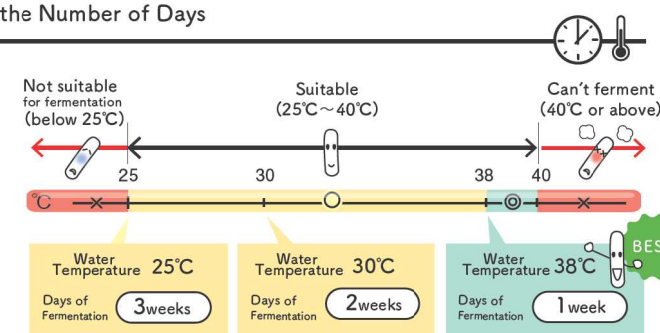 the Number of Days
Not suitable
for fermentation
(below 25℃)
Suitable
(25℃～40℃)
Can't ferment
(40℃ or above)
25
30
38
40
℃
Water
Temperature 25℃
Days of
Fermentation
3weeks
Water
Temperature 30℃
Days of
Fermentation
2weeks
Water
Temperature 38℃
Days of
Fermentation
1week
BES